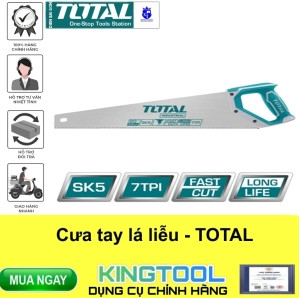 TOTAL
One-Stop Tools Station
100% HÀNG
CHÍNH HÃNG
HỖ TRỢ TƯ VẤN
NHIỆT TÌNH
HỖ TRỢ
ĐỔI TRẢ
GIAO HÀNG
NHANH
TOTAL
INDUSTRIAL
SK5
7TPI
FAST
CUT
LONG
LIFE
Cưa tay lá liễu - TOTAL
MUA NGAY
KINGTOOL
DỤNG CỤ CHÍNH HÃNG